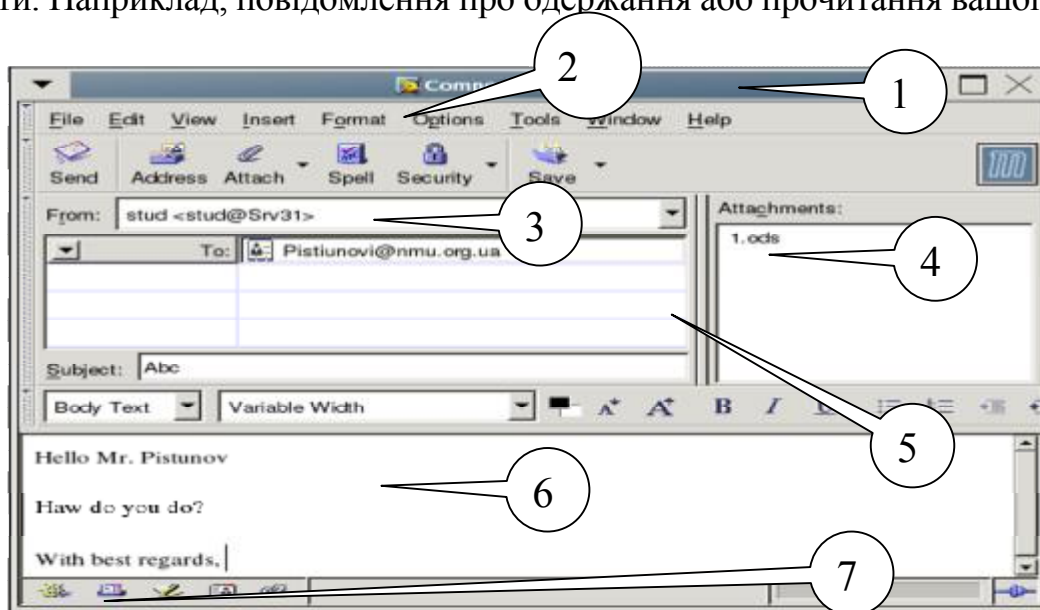 ти. Наприклад, повідомлення про одержання або прочитання вашого
2
1
File Edit View Insert Format Options Tools Window Help
Send Address Attach Spell Security Save
From: stud <stud@Srv31>
3
Attachments:
To: Pistiunovi@nmu.org.ua
1.ods
4
Subject: Abc
Body Text Variable Width B I U
5
Hello Mr. Pistunov
6
Haw do you do?
With best regards,
7